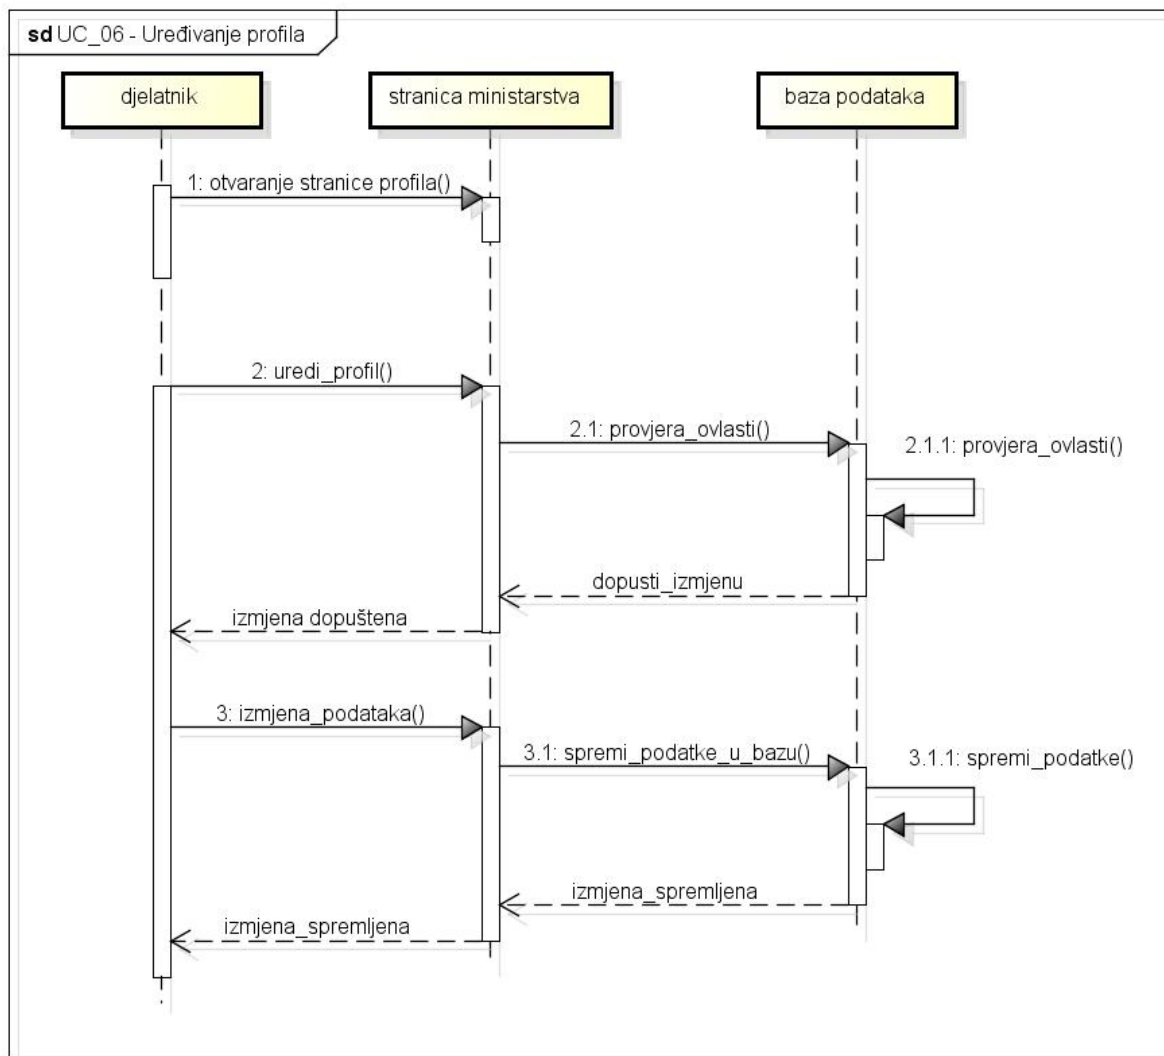 sd UC_06 - Uređivanje profila
djelatnik
stranica ministarstva
baza podataka
1: otvaranje stranice profila()
2: uredi_profil()
2.1: provjera_ovlasti()
2.1.1: provjera_ovlasti()
dopusti_izmjenu
izmjena dopuštena
3: izmjena_podataka()
3.1: spremi_podatke_u_bazu()
3.1.1: spremi_podatke()
izmjena_spremljena
izmjena_spremljena